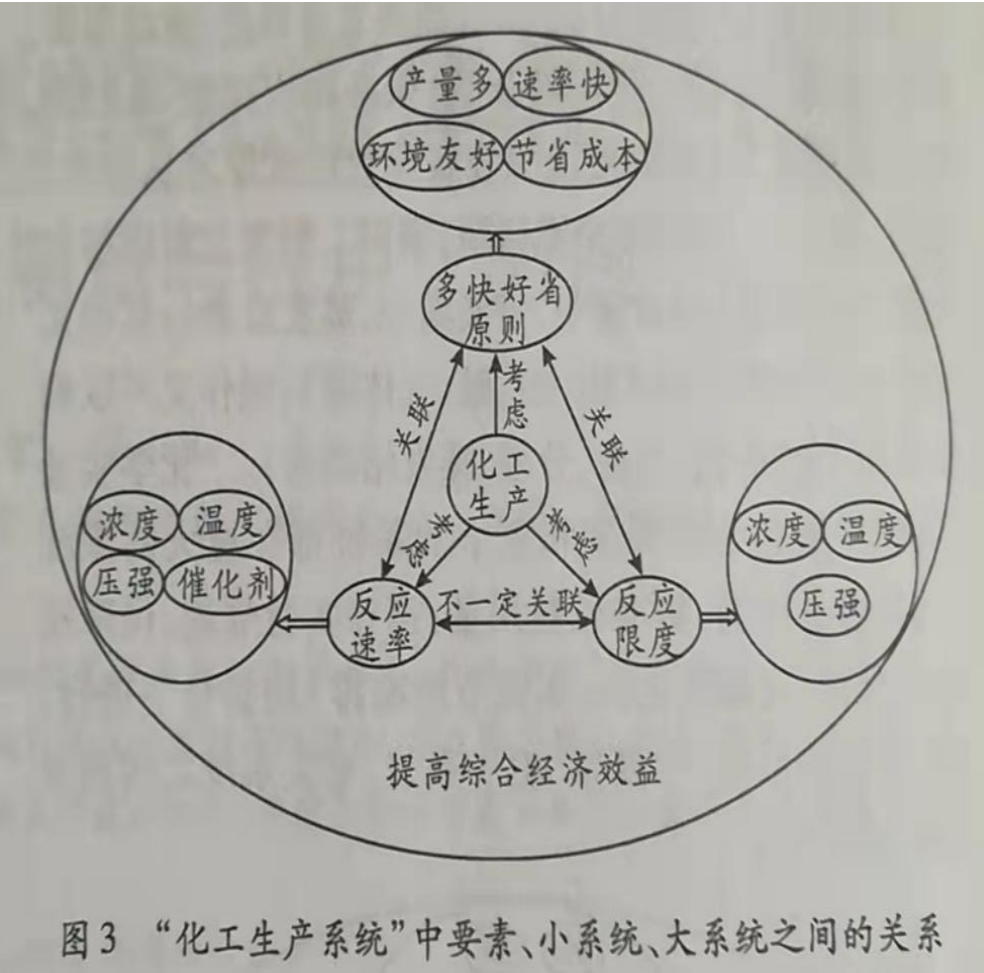 产量多 速率快
环境友好 节省成本
多快好省
原则
考虑
关联
关联
化工
生产
考虑
考虑
浓度 温度
压强 催化剂
反应
速率
不一定关联
反应
限度
浓度 温度
压强
提高综合经济效益
图3 “化工生产系统”中要素、小系统、大系统之间的关系